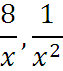 8/x, 1/x²